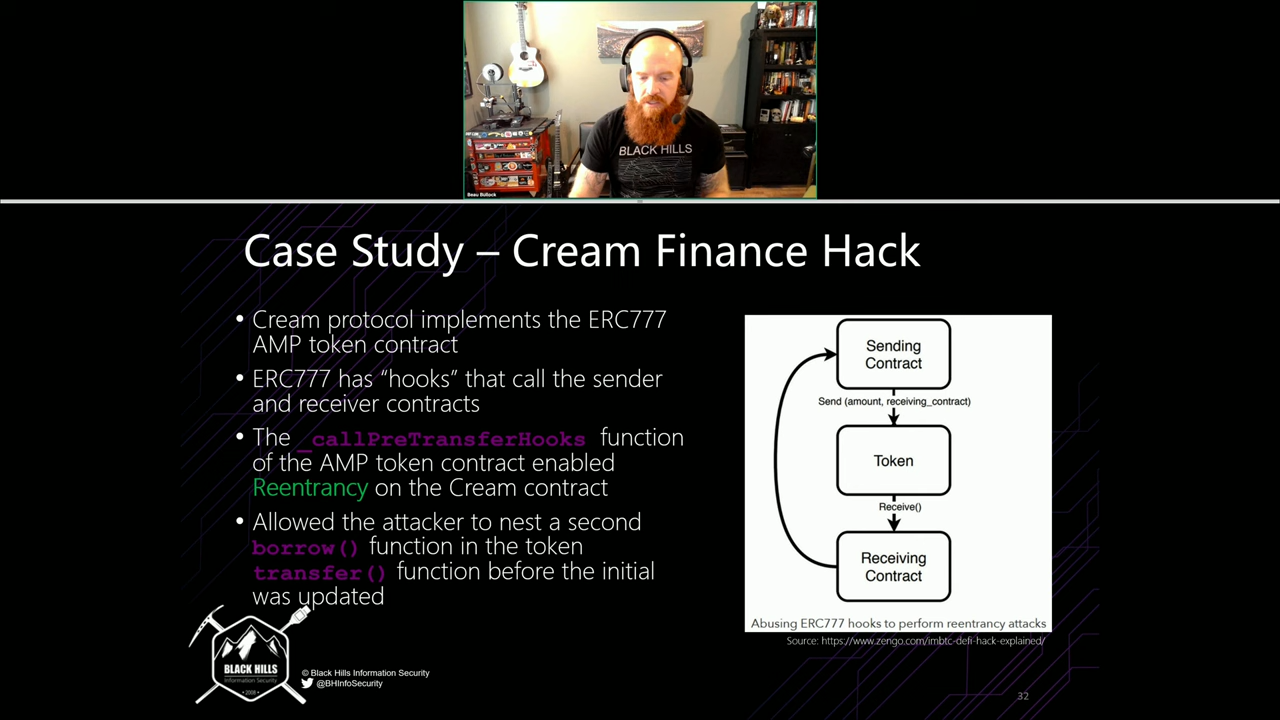 BLACK HILLS
Beau Bullock
Case Study – Cream Finance Hack
• Cream protocol implements the ERC777
AMP token contract
• ERC777 has “hooks” that call the sender
and receiver contracts
• The _callPreTransferHooks function
of the AMP token contract enabled
Reentrancy on the Cream contract
• Allowed the attacker to nest a second
borrow() function in the token
transfer() function before the initial
was updated
Sending
Contract
Send (amount, receiving_contract)
Token
Receive()
Receiving
Contract
Abusing ERC777 hooks to perform reentrancy attacks
Source: https://www.zengo.com/imbtc-defi-hack-explained/
BLACK HILLS
Information Security
• 2008 •
© Black Hills Information Security
@BHInfoSecurity
32